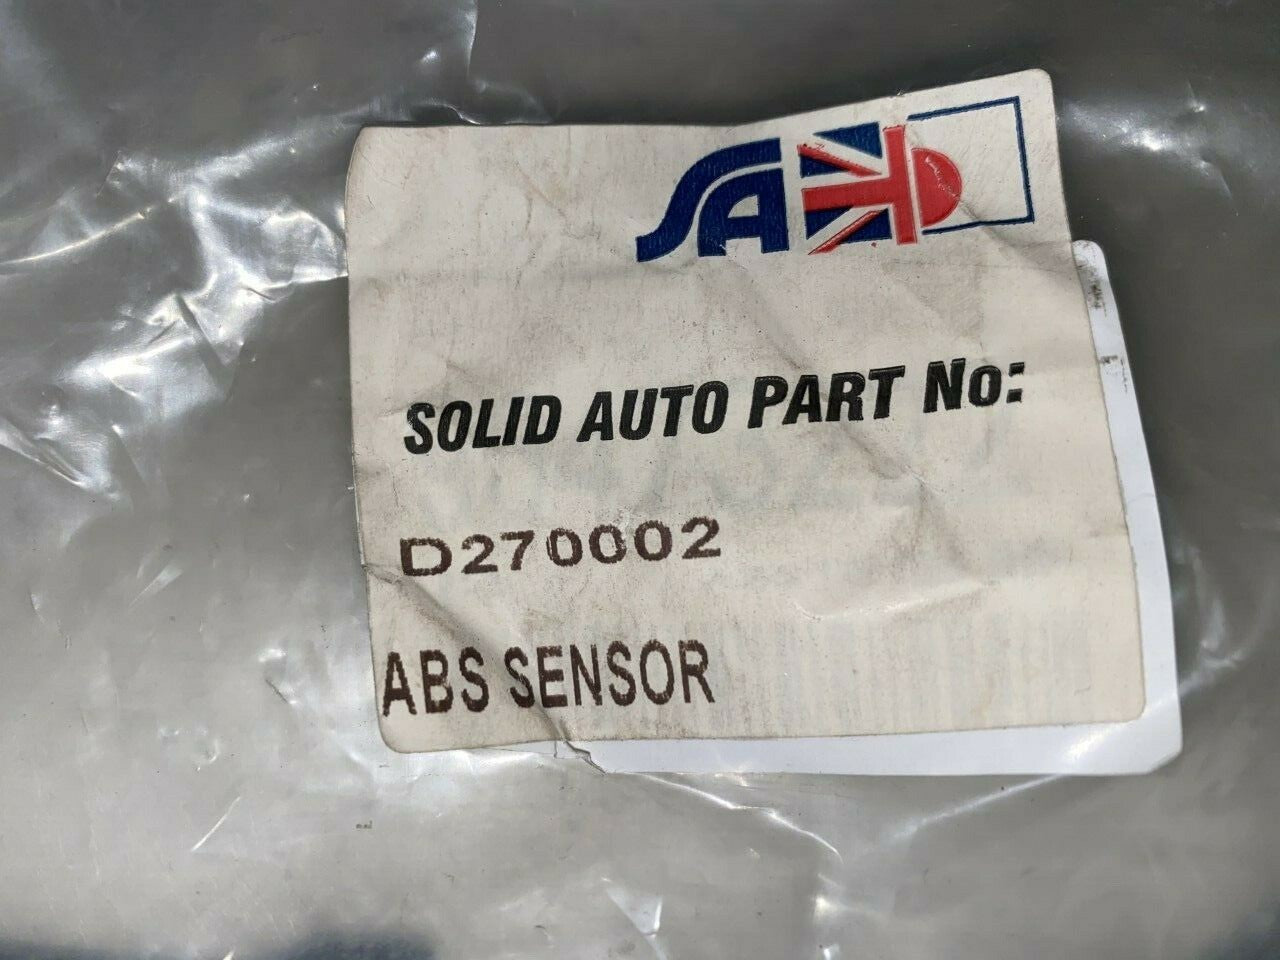 SA
SOLID AUTO PART No:
D270002
ABS SENSOR